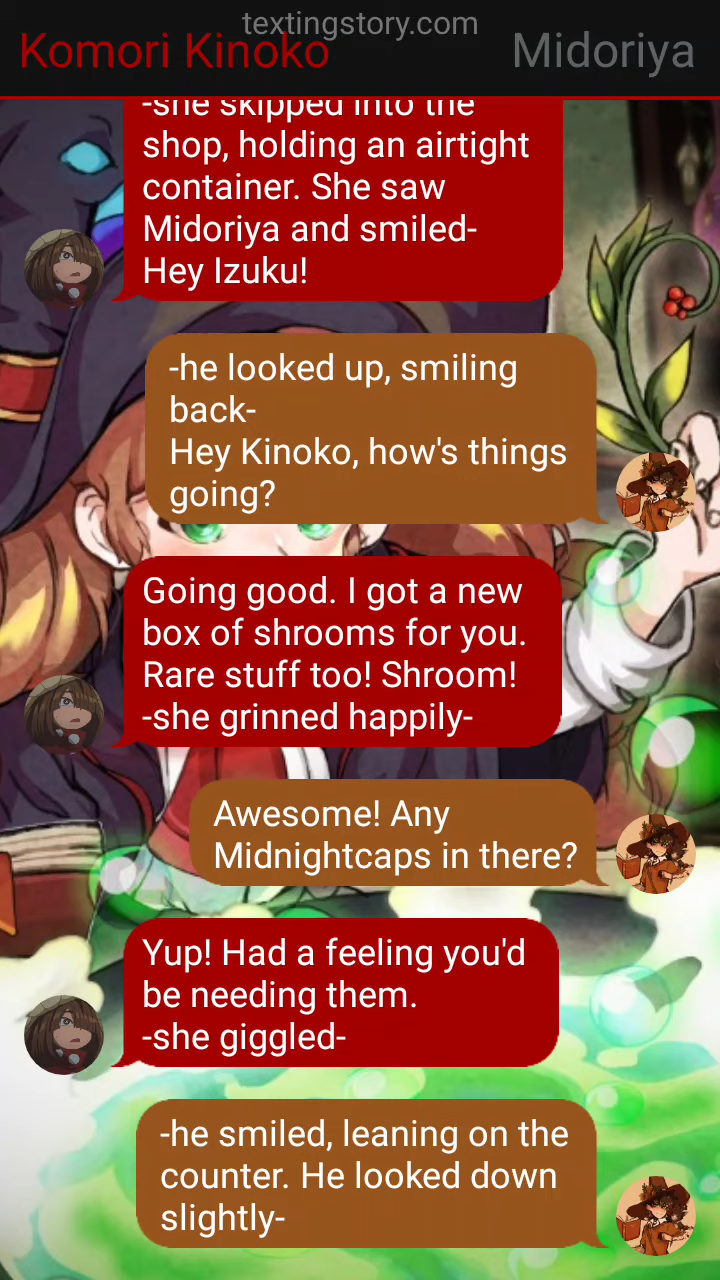 textingstory.com
Komori Kinoko
Midoriya
-she skipped into the
shop, holding an airtight
container. She saw
Midoriya and smiled-
Hey Izuku!
-he looked up, smiling
back-
Hey Kinoko, how's things
going?
Going good. I got a new
box of shrooms for you.
Rare stuff too! Shroom!
-she grinned happily-
Awesome! Any
Midnightcaps in there?
Yup! Had a feeling you'd
be needing them.
-she giggled-
-he smiled, leaning on the
counter. He looked down
slightly-